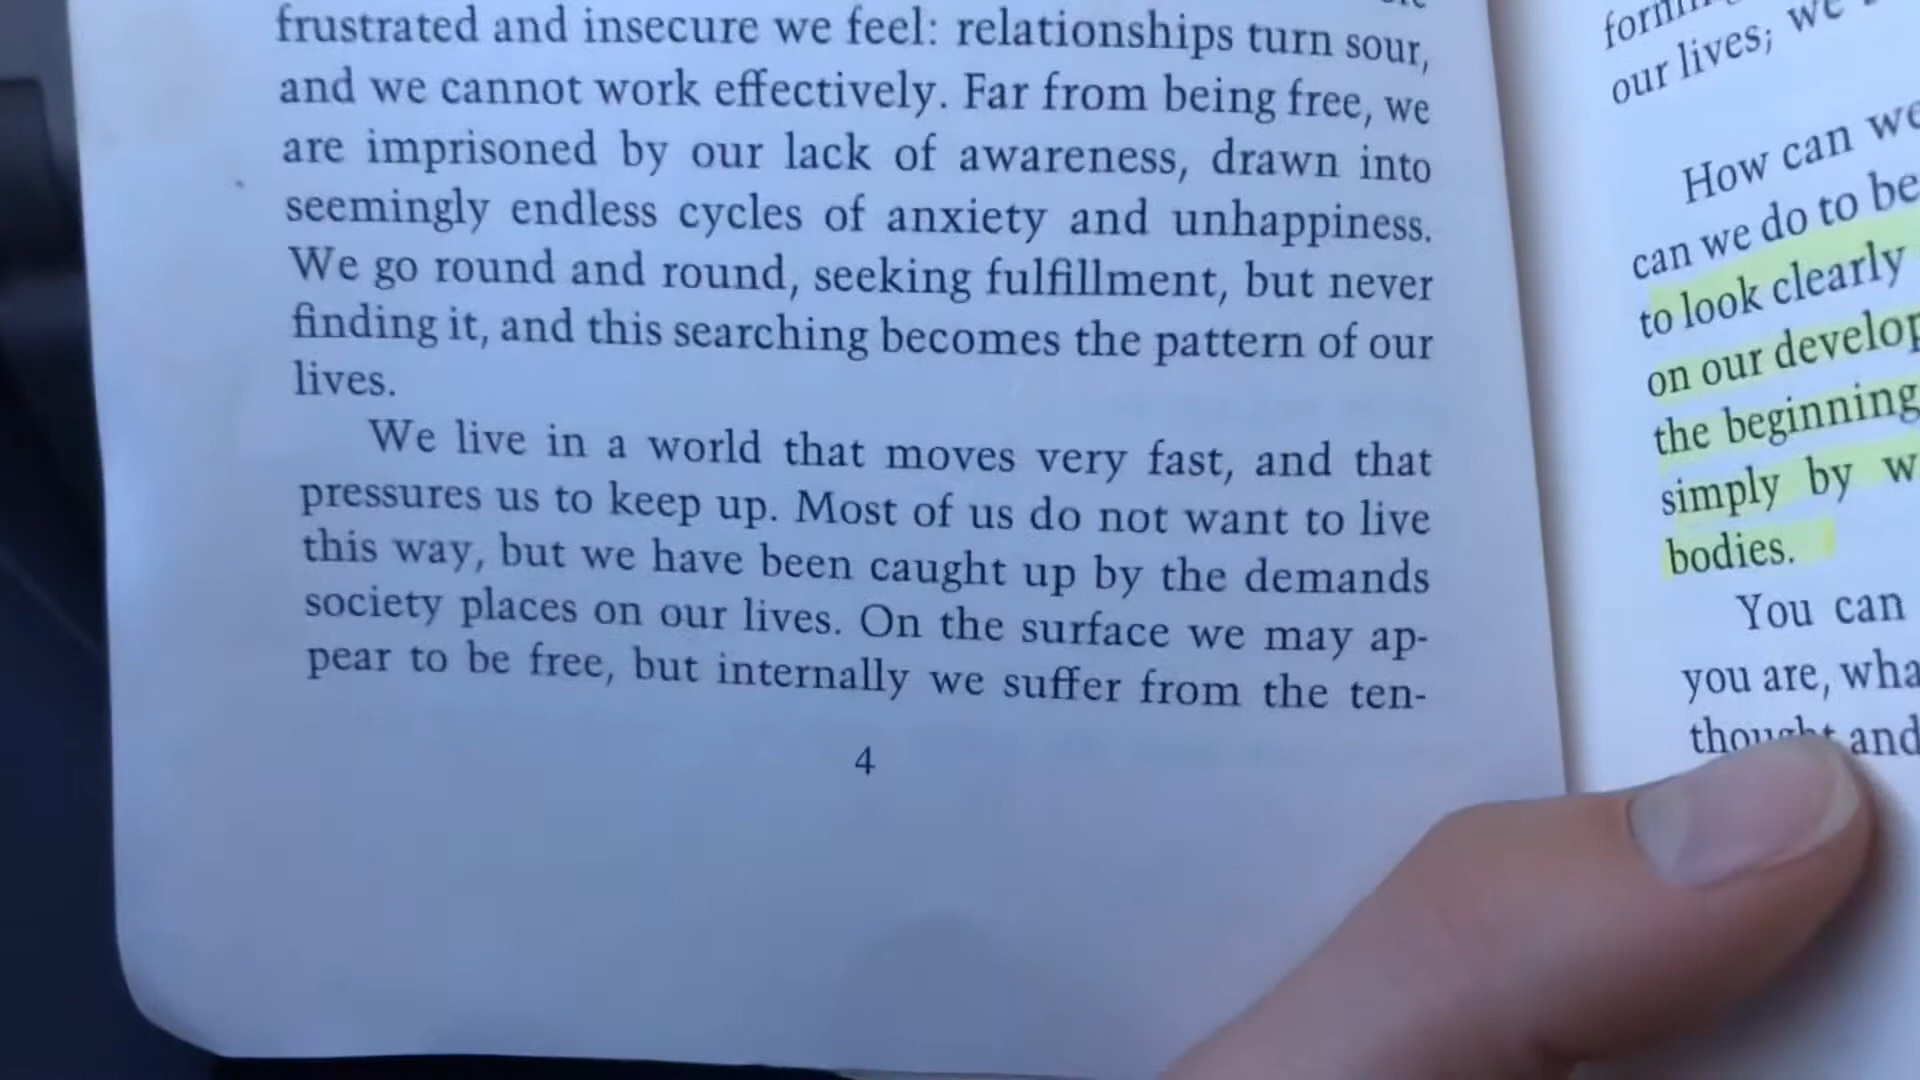 frustrated and insecure we feel: relationships turn sour,
and we cannot work effectively. Far from being free, we
are imprisoned by our lack of awareness, drawn into
seemingly endless cycles of anxiety and unhappiness.
We go round and round, seeking fulfillment, but never
finding it, and this searching becomes the pattern of our
lives.
We live in a world that moves very fast, and that
pressures us to keep up. Most of us do not want to live
this way, but we have been caught up by the demands
society places on our lives. On the surface we may ap-
pear to be free, but internally we suffer from the ten-
4
our lives; we
How can we
can we do to be
to look clearly
on our develop
the beginning
simply by w
bodies.
You can
you are, wha
thought and